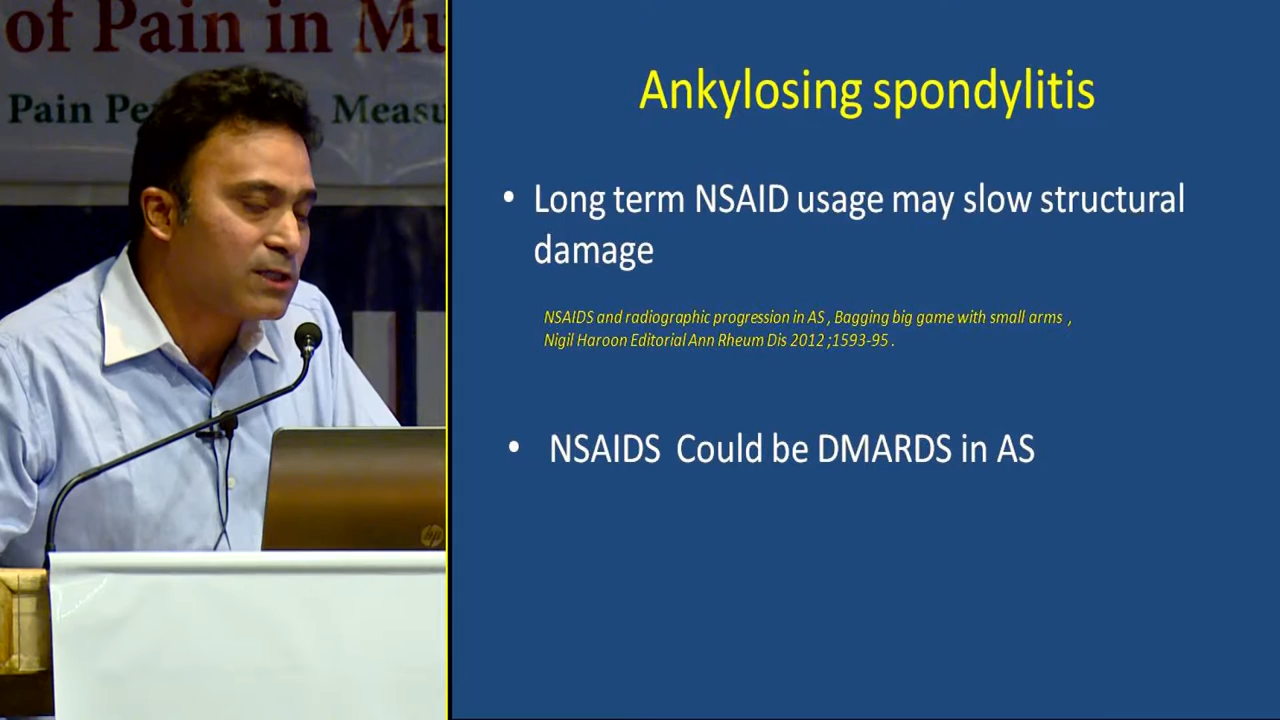 of Pain in Mu
Pain Pe Measu
Ankylosing spondylitis
• Long term NSAID usage may slow structural
damage
NSAIDS and radiographic progression in AS , Bagging big game with small arms ,
Nigil Haroon Editorial Ann Rheum Dis 2012 ;1593-95 .
• NSAIDS Could be DMARDS in AS
hp